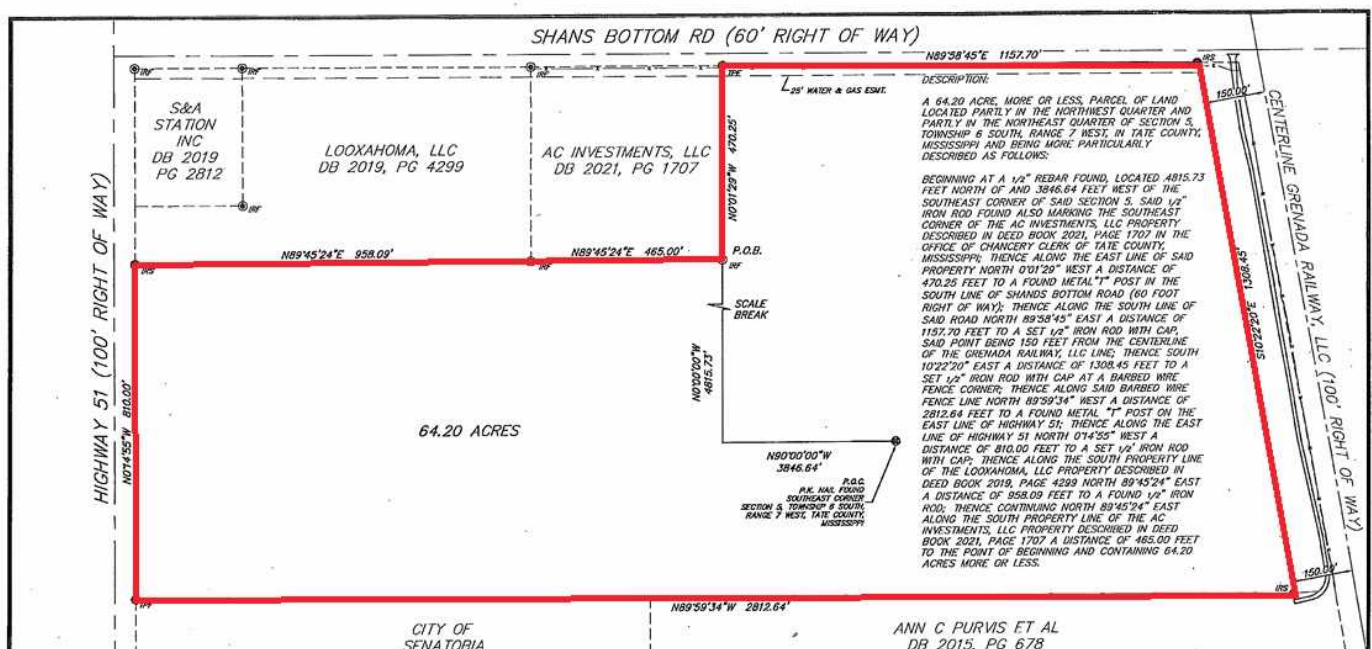 SHANS BOTTOM RD (60' RIGHT OF WAY)
N89°58'45"E 1157.70'
IRF
IRF
IRF
IPF
IRS
25' WATER & GAS ESMT.
150.00'
S&A
STATION
INC
DB 2019
PG 2812
IRF
LOOXAHOMA, LLC
DB 2019, PG 4299
AC INVESTMENTS, LLC
DB 2021, PG 1707
N0°01'29"W 470.25'
N89°45'24"E 958.09'
N89°45'24"E 465.00'
IRS
IRF
IRF
P.O.B.
SCALE
BREAK
N0°00'00"W
4815.73'
N90°00'00"W
3846.64'
P.O.C.
P.K. NAIL FOUND
SOUTHEAST CORNER
SECTION 5, TOWNSHIP 6 SOUTH,
RANGE 7 WEST, TATE COUNTY,
MISSISSIPPI
HIGHWAY 51 (100' RIGHT OF WAY)
N0°14'55"W 810.00'
64.20 ACRES
DESCRIPTION:
A 64.20 ACRE, MORE OR LESS, PARCEL OF LAND
LOCATED PARTLY IN THE NORTHWEST QUARTER AND
PARTLY IN THE NORTHEAST QUARTER OF SECTION 5,
TOWNSHIP 6 SOUTH, RANGE 7 WEST, IN TATE COUNTY,
MISSISSIPPI AND BEING MORE PARTICULARLY
DESCRIBED AS FOLLOWS:
BEGINNING AT A 1/2" REBAR FOUND, LOCATED 4815.73
FEET NORTH OF AND 3846.64 FEET WEST OF THE
SOUTHEAST CORNER OF SAID SECTION 5. SAID 1/2"
IRON ROD FOUND ALSO MARKING THE SOUTHEAST
CORNER OF THE AC INVESTMENTS, LLC PROPERTY
DESCRIBED IN DEED BOOK 2021, PAGE 1707 IN THE
OFFICE OF CHANCERY CLERK OF TATE COUNTY,
MISSISSIPPI; THENCE ALONG THE EAST LINE OF SAID
PROPERTY NORTH 0°01'29" WEST A DISTANCE OF
470.25 FEET TO A FOUND METAL "T" POST IN THE
SOUTH LINE OF SHANDS BOTTOM ROAD (60 FOOT
RIGHT OF WAY); THENCE ALONG THE SOUTH LINE OF
SAID ROAD NORTH 89°58'45" EAST A DISTANCE OF
1157.70 FEET TO A SET 1/2" IRON ROD WITH CAP,
SAID POINT BEING 150 FEET FROM THE CENTERLINE
OF THE GRENADA RAILWAY, LLC LINE; THENCE SOUTH
10°22'20" EAST A DISTANCE OF 1308.45 FEET TO A
SET 1/2" IRON ROD WITH CAP AT A BARBED WIRE
FENCE CORNER; THENCE ALONG SAID BARBED WIRE
FENCE LINE NORTH 89°59'34" WEST A DISTANCE OF
2812.64 FEET TO A FOUND METAL "T" POST ON THE
EAST LINE OF HIGHWAY 51; THENCE ALONG THE EAST
LINE OF HIGHWAY 51 NORTH 0°14'55" WEST A
DISTANCE OF 810.00 FEET TO A SET 1/2' IRON ROD
WITH CAP; THENCE ALONG THE SOUTH PROPERTY LINE
OF THE LOOXAHOMA, LLC PROPERTY DESCRIBED IN
DEED BOOK 2019, PAGE 4299 NORTH 89°45'24" EAST
A DISTANCE OF 958.09 FEET TO A FOUND 1/2" IRON
ROD; THENCE CONTINUING NORTH 89°45'24" EAST
ALONG THE SOUTH PROPERTY LINE OF THE AC
INVESTMENTS, LLC PROPERTY DESCRIBED IN DEED
BOOK 2021, PAGE 1707 A DISTANCE OF 465.00 FEET
TO THE POINT OF BEGINNING AND CONTAINING 64.20
ACRES MORE OR LESS.
S10°22'20"E 1308.45'
CENTERLINE GRENADA RAILWAY, LLC (100' RIGHT OF WAY)
150.00'
IRS
IPF
N89°59'34"W 2812.64'
CITY OF
SENATOBIA
ANN C PURVIS ET AL
DB 2015, PG 678